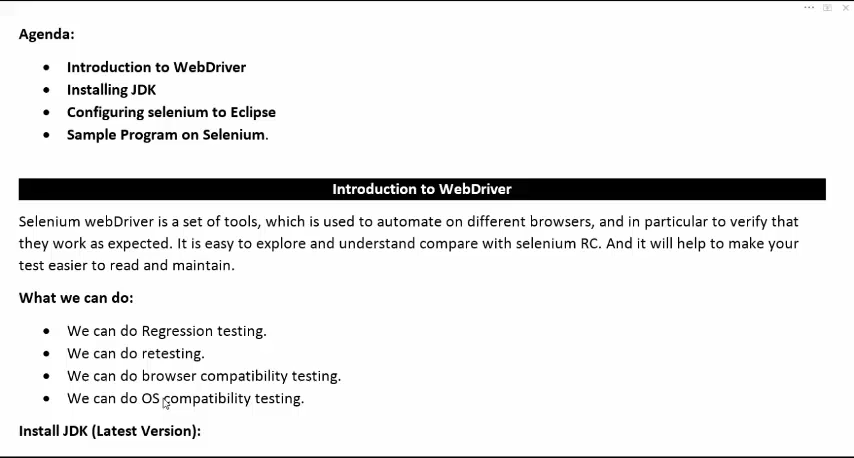 Agenda:
• Introduction to WebDriver
• Installing JDK
• Configuring selenium to Eclipse
• Sample Program on Selenium.
Introduction to WebDriver
Selenium webDriver is a set of tools, which is used to automate on different browsers, and in particular to verify that
they work as expected. It is easy to explore and understand compare with selenium RC. And it will help to make your
test easier to read and maintain.
What we can do:
• We can do Regression testing.
• We can do retesting.
• We can do browser compatibility testing.
• We can do OS compatibility testing.
Install JDK (Latest Version):